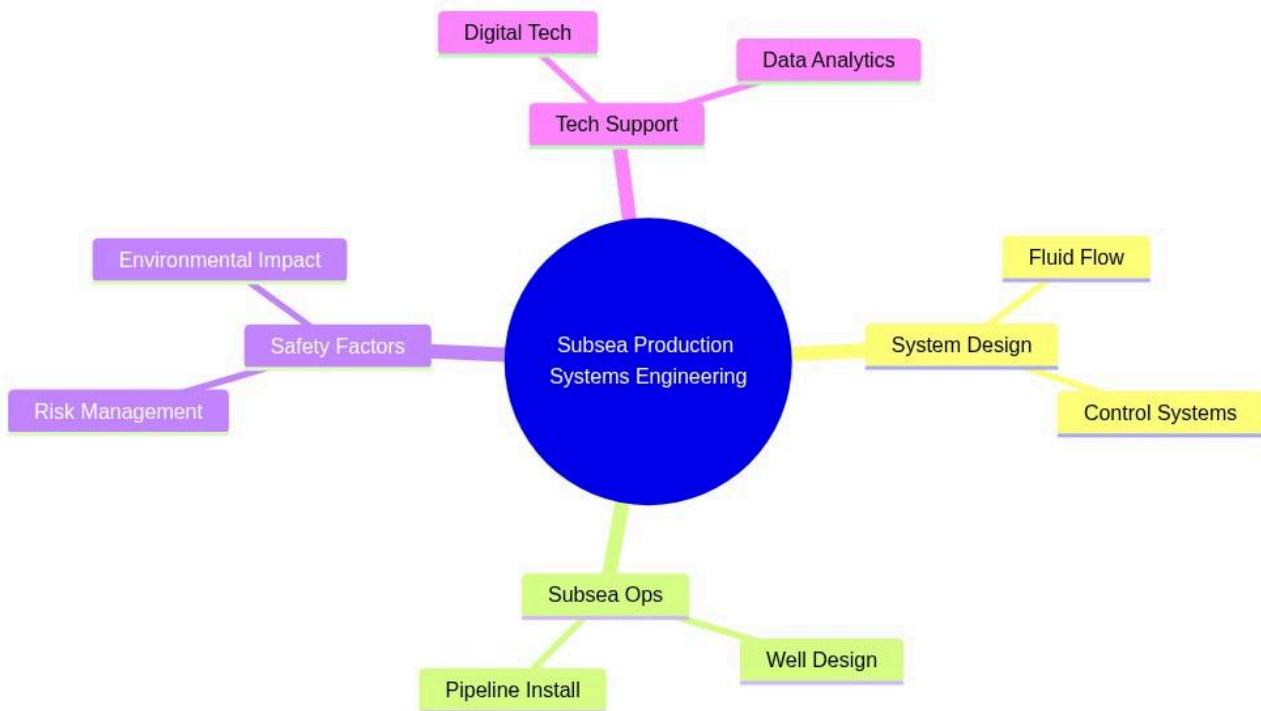 Digital Tech
Data Analytics
Tech Support
Environmental Impact
Fluid Flow
Safety Factors
Subsea Production
Systems Engineering
System Design
Risk Management
Control Systems
Subsea Ops
Well Design
Pipeline Install